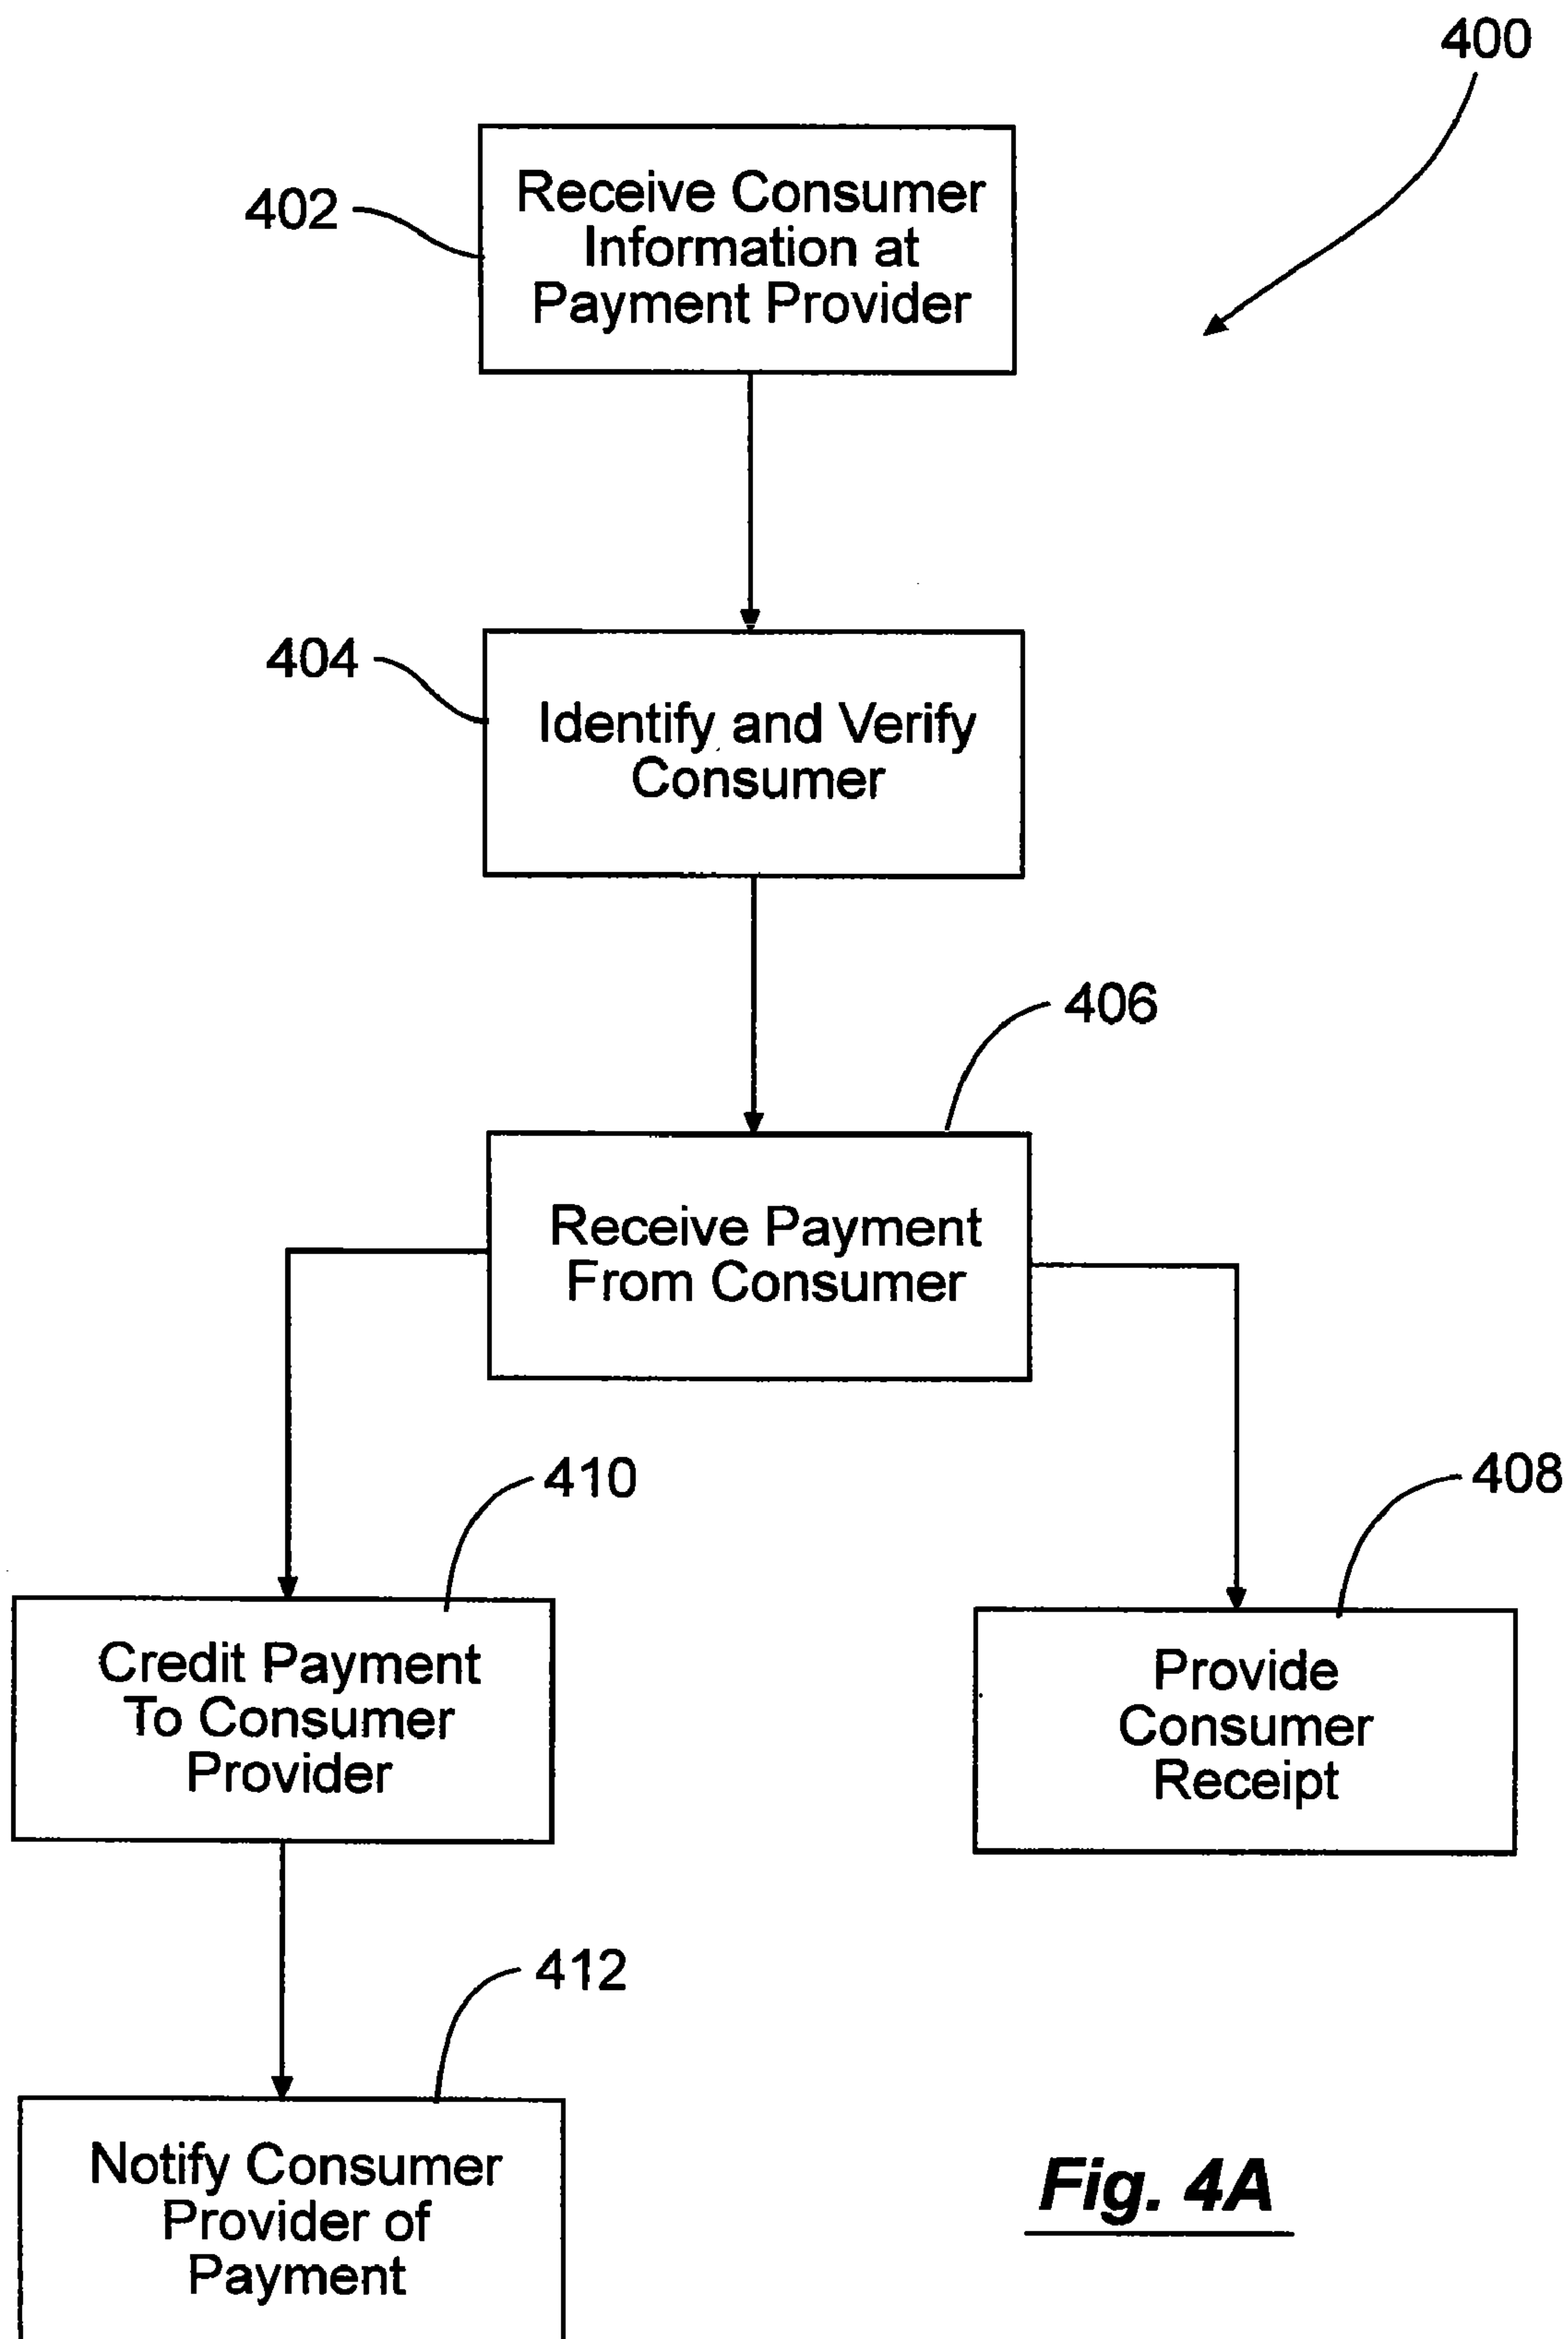 400
402
Receive Consumer
Information at
Payment Provider
404
Identify and Verify
Consumer
406
Receive Payment
From Consumer
410
408
Credit Payment
To Consumer
Provider
Provide
Consumer
Receipt
412
Notify Consumer
Provider of
Payment
Fig. 4A